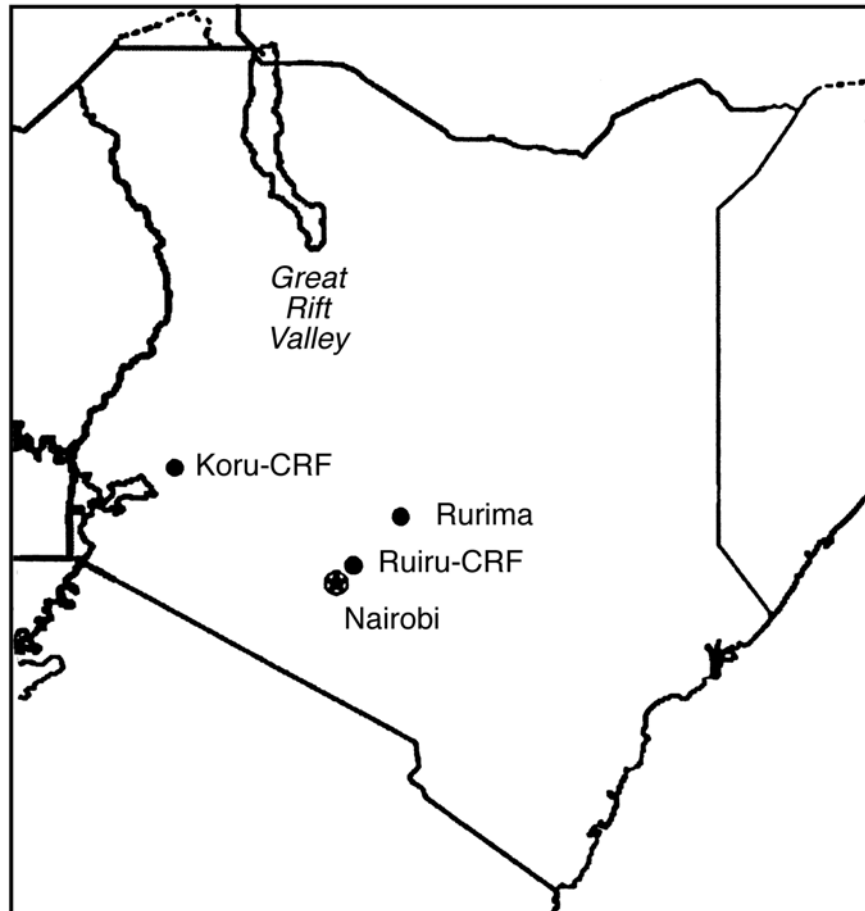 Great
Rift
Valley
Koru-CRF
Rurima
Ruiru-CRF
Nairobi